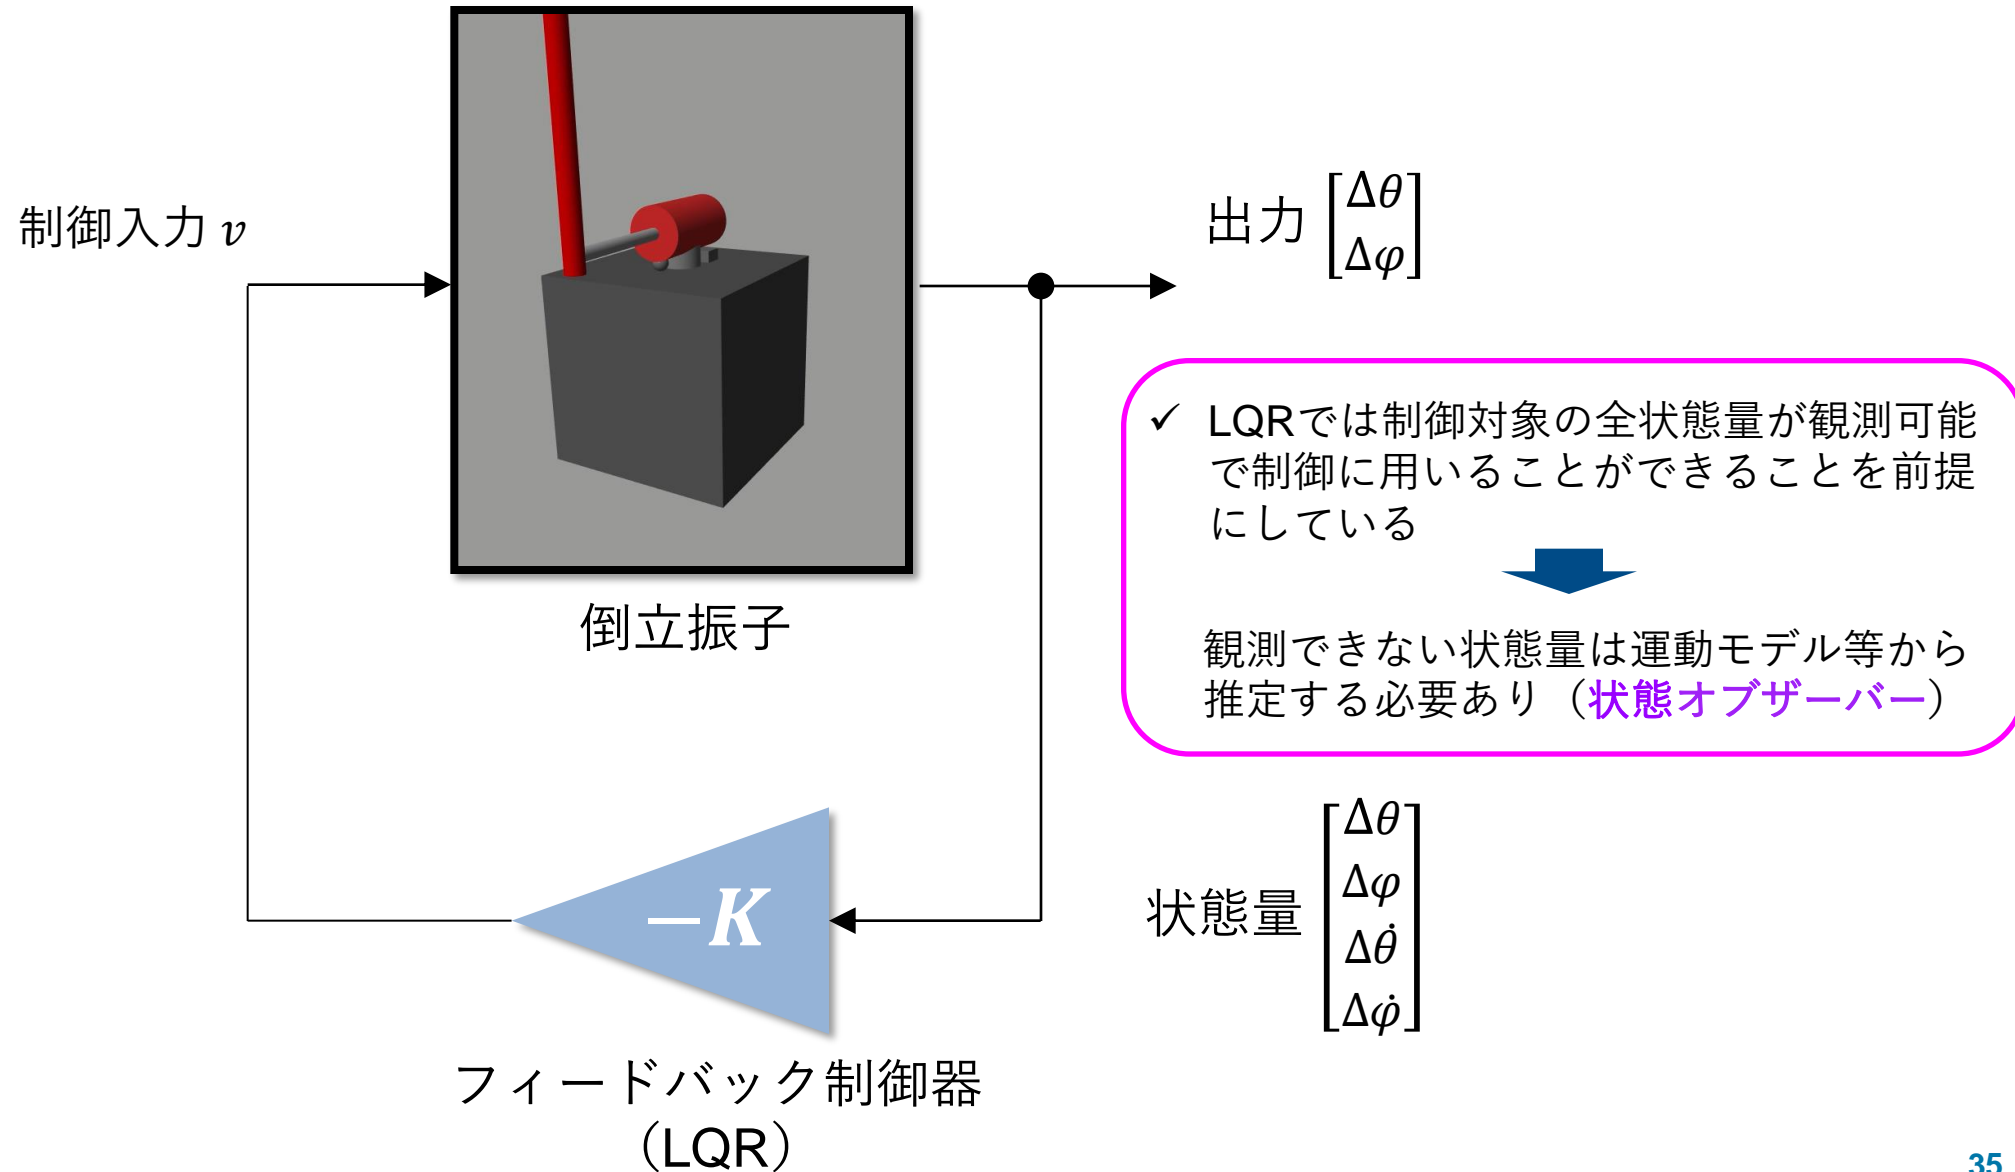 制御入力 v
出力 [Δθ Δφ]
✓ LQRでは制御対象の全状態量が観測可能
で制御に用いることができることを前提
にしている
倒立振子
観測できない状態量は運動モデル等から
推定する必要あり（状態オブザーバー）
状態量 [Δθ Δφ Δθ̇ Δφ̇]
−K
フィードバック制御器
（LQR）
35